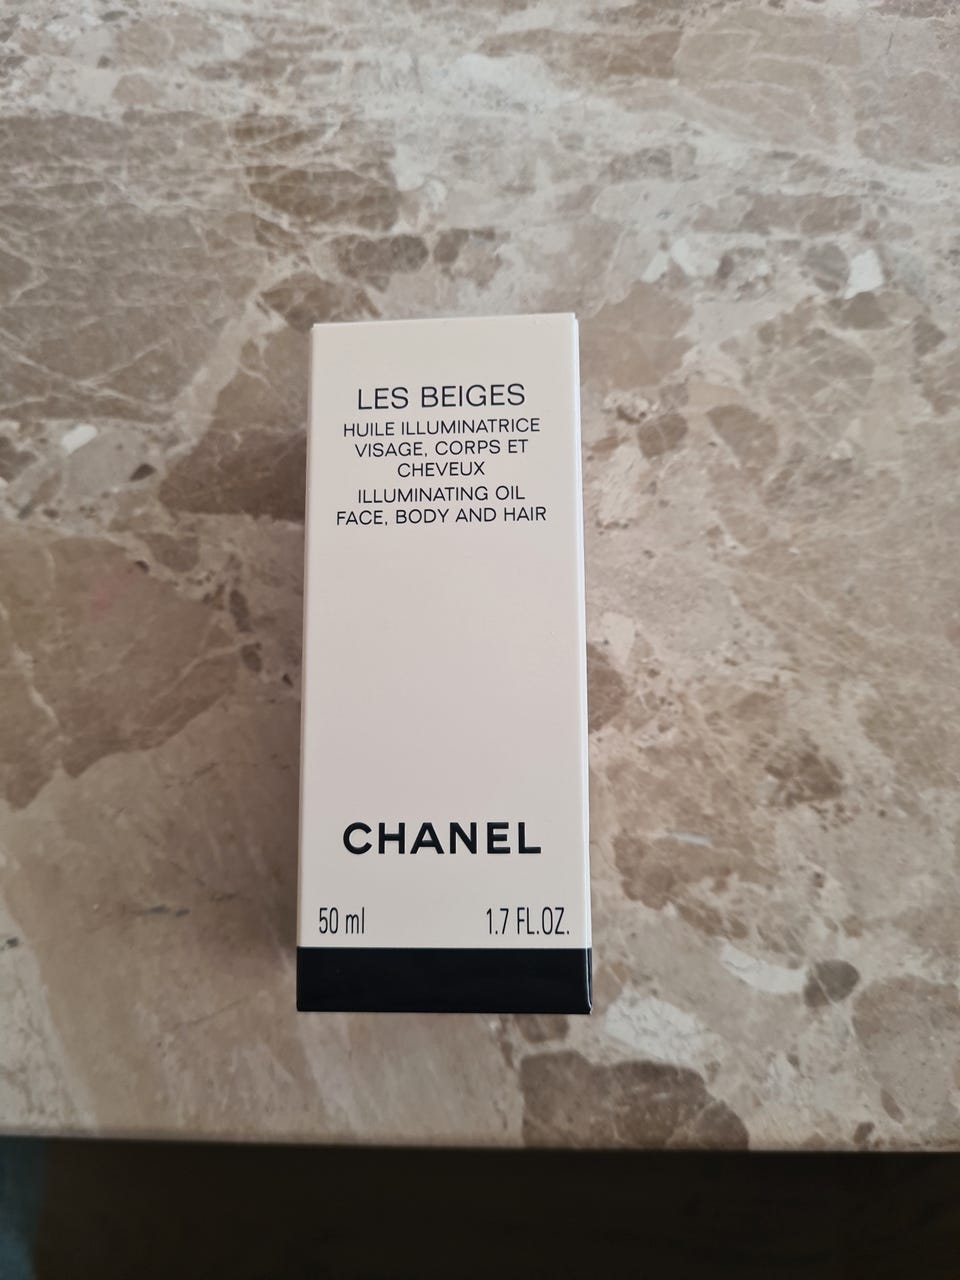 LES BEIGES
HUILE ILLUMINATRICE
VISAGE, CORPS ET
CHEVEUX
ILLUMINATING OIL
FACE, BODY AND HAIR
CHANEL
50 ml 1.7 FL.OZ.